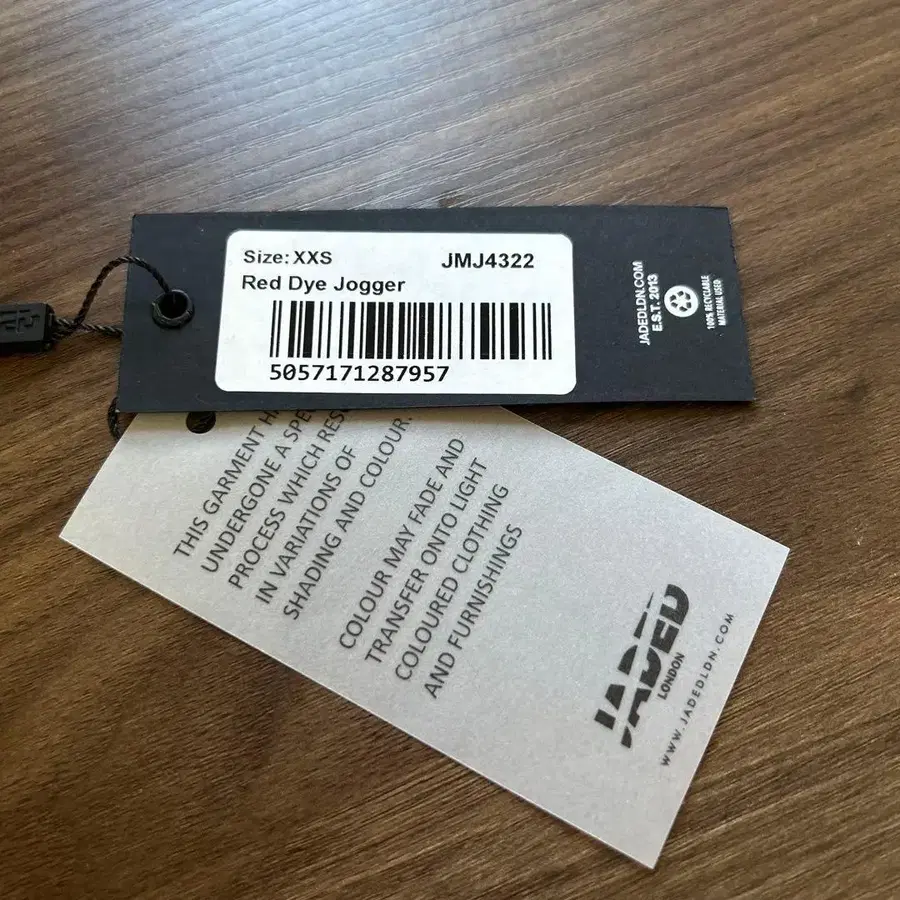 Size: XXS JMJ4322
Red Dye Jogger
5057171287957
JADEDLDN.COM
E.S.T. 2013
100% RECYCLABLE
MATERIAL USED
THIS GARMENT
UNDERGONE A
PROCESS WHICH
IN VARIATIONS OF
SHADING AND COLOUR.
COLOUR MAY FADE AND
TRANSFER ONTO LIGHT
COLOURED CLOTHING
AND FURNISHINGS
JADED
LONDON
WWW.JADEDLDN.COM